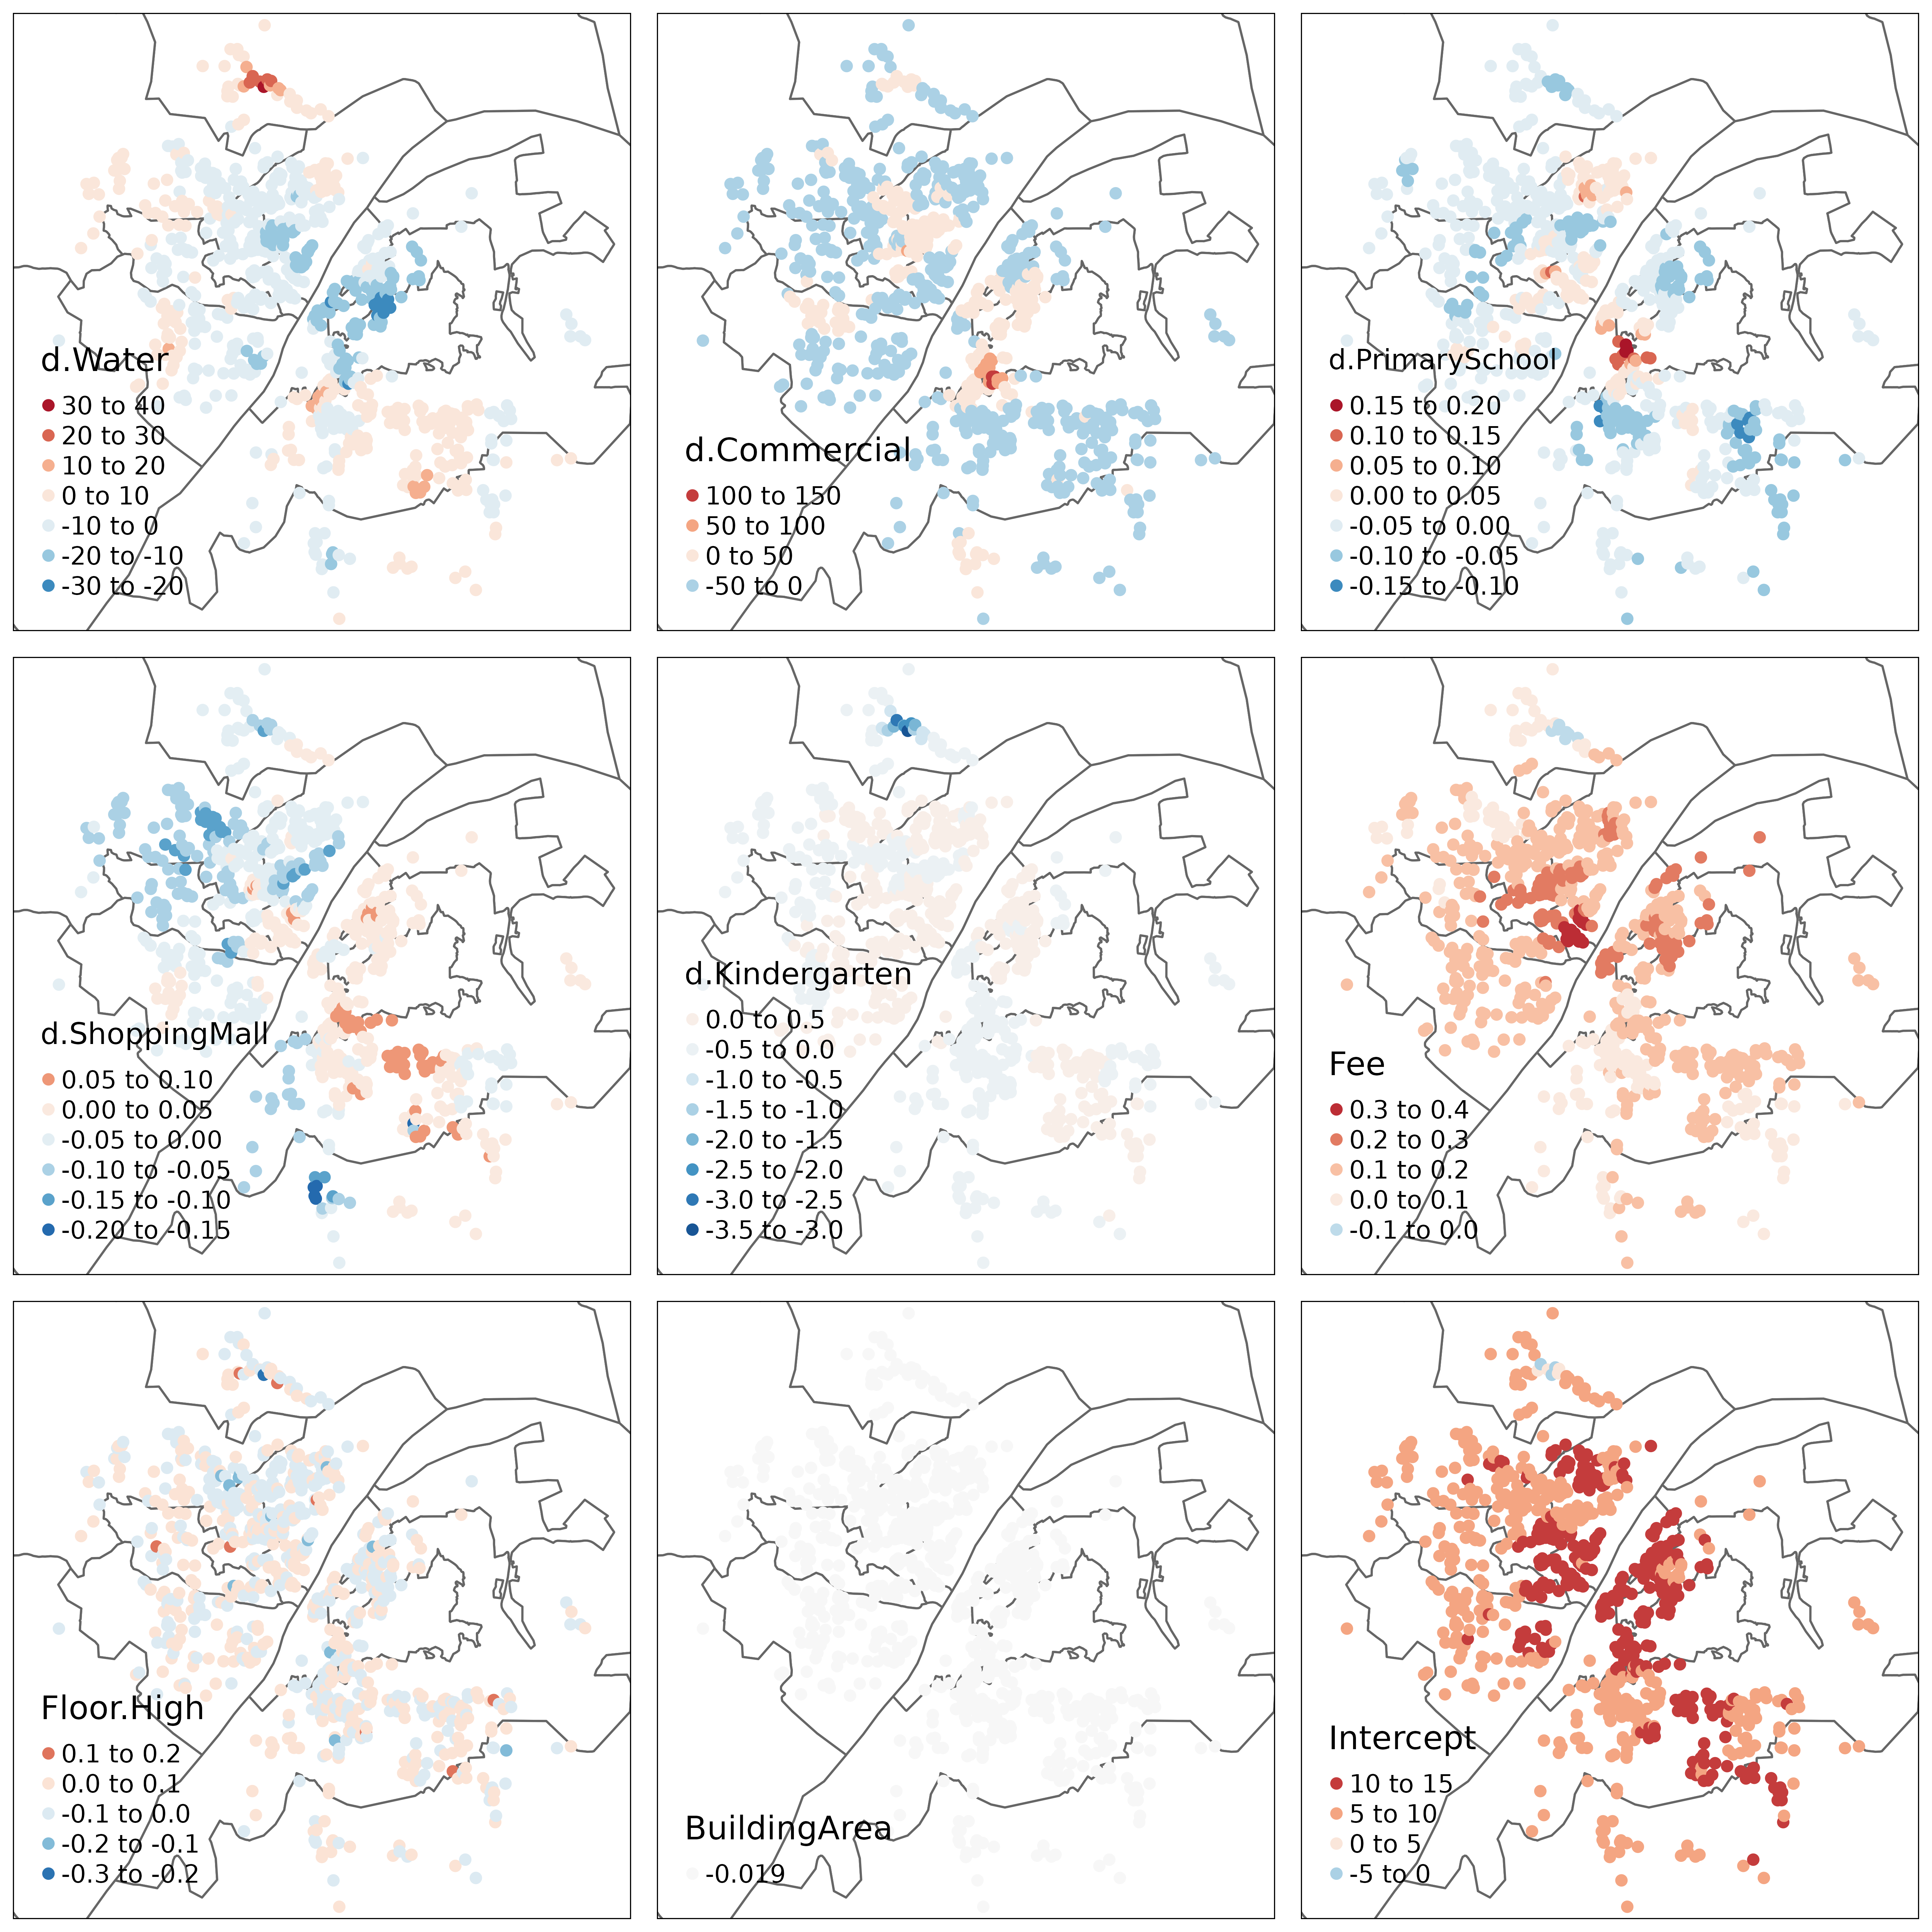 d.Water
30 to 40
20 to 30
10 to 20
0 to 10
-10 to 0
-20 to -10
-30 to -20
d.Commercial
100 to 150
50 to 100
0 to 50
-50 to 0
d.PrimarySchool
0.15 to 0.20
0.10 to 0.15
0.05 to 0.10
0.00 to 0.05
-0.05 to 0.00
-0.10 to -0.05
-0.15 to -0.10
d.ShoppingMall
0.05 to 0.10
0.00 to 0.05
-0.05 to 0.00
-0.10 to -0.05
-0.15 to -0.10
-0.20 to -0.15
d.Kindergarten
0.0 to 0.5
-0.5 to 0.0
-1.0 to -0.5
-1.5 to -1.0
-2.0 to -1.5
-2.5 to -2.0
-3.0 to -2.5
-3.5 to -3.0
Fee
0.3 to 0.4
0.2 to 0.3
0.1 to 0.2
0.0 to 0.1
-0.1 to 0.0
Floor.High
0.1 to 0.2
0.0 to 0.1
-0.1 to 0.0
-0.2 to -0.1
-0.3 to -0.2
BuildingArea
-0.019
Intercept
10 to 15
5 to 10
0 to 5
-5 to 0